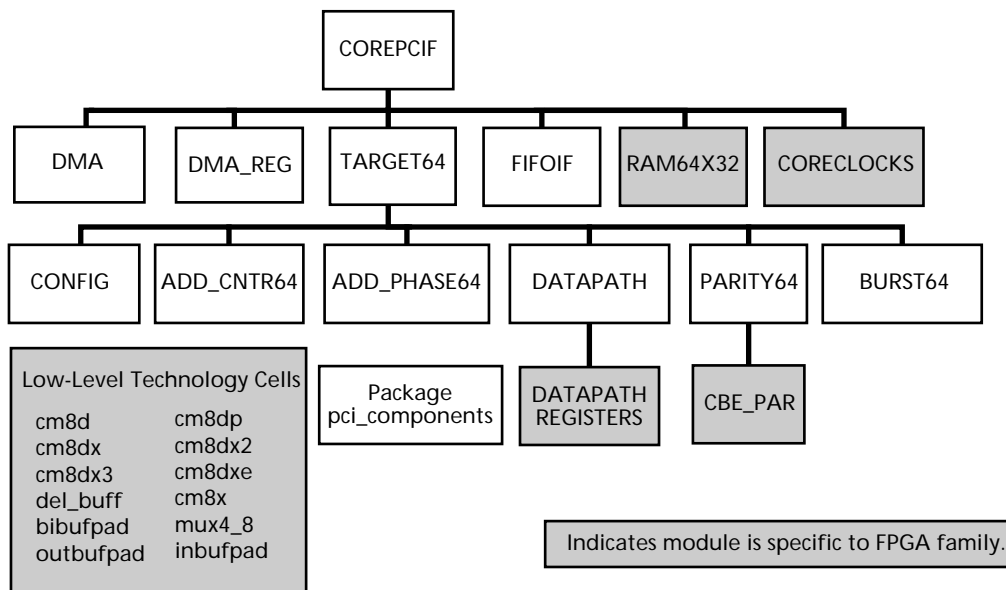 COREPCIF
DMA
DMA_REG
TARGET64
FIFOIF
RAM64X32
CORECLOCKS
CONFIG
ADD_CNTR64
ADD_PHASE64
DATAPATH
PARITY64
BURST64
Low-Level Technology Cells
cm8d cm8dp
cm8dx cm8dx2
cm8dx3 cm8dxe
del_buff cm8x
bibufpad mux4_8
outbufpad inbufpad
Package
pci_components
DATAPATH
REGISTERS
CBE_PAR
Indicates module is specific to FPGA family.